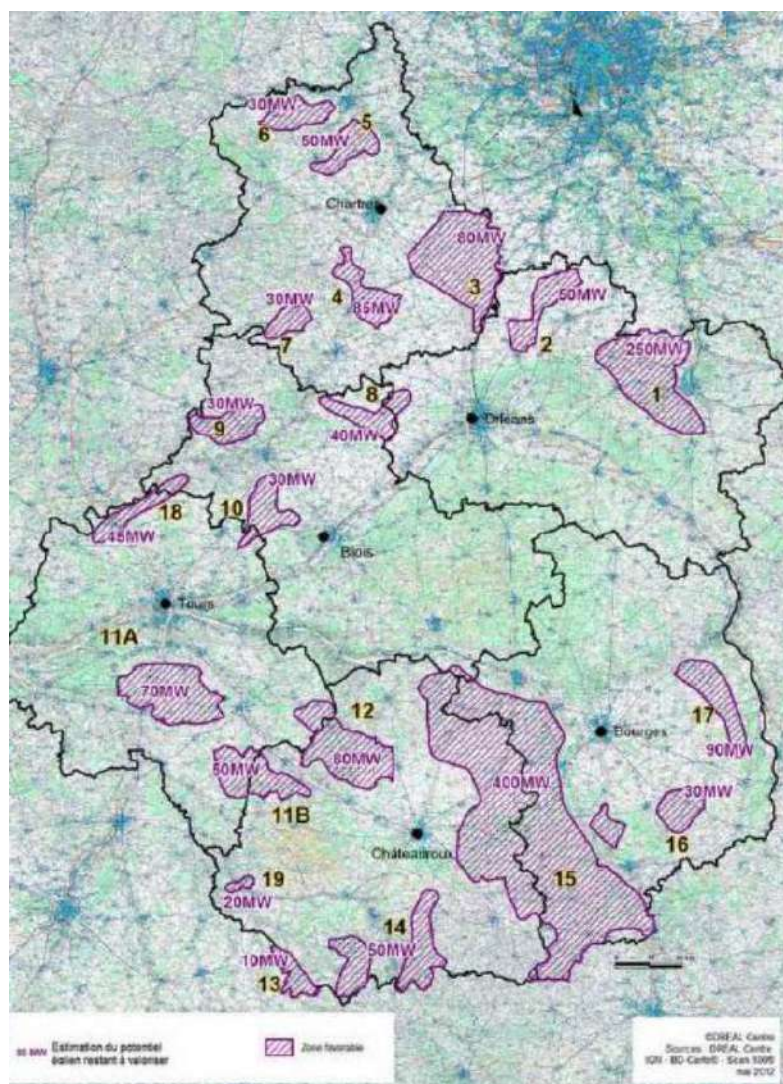 30MW
6
5
50MW
Chartres
80MW
3
4
85MW
30MW
7
50MW
2
250MW
1
8
40MW
Orléans
30MW
9
30MW
10
18
45MW
Blois
Tours
11A
70MW
12
60MW
50MW
11B
400MW
Bourges
17
90MW
30MW
16
Châteauroux
15
19
20MW
14
50MW
10MW
13
Estimation du potentiel
éolien restant à valoriser
Zone favorable
©DREAL Centre
Sources : DREAL Centre
IGN - BD-Carto® - Scan
mai 2012